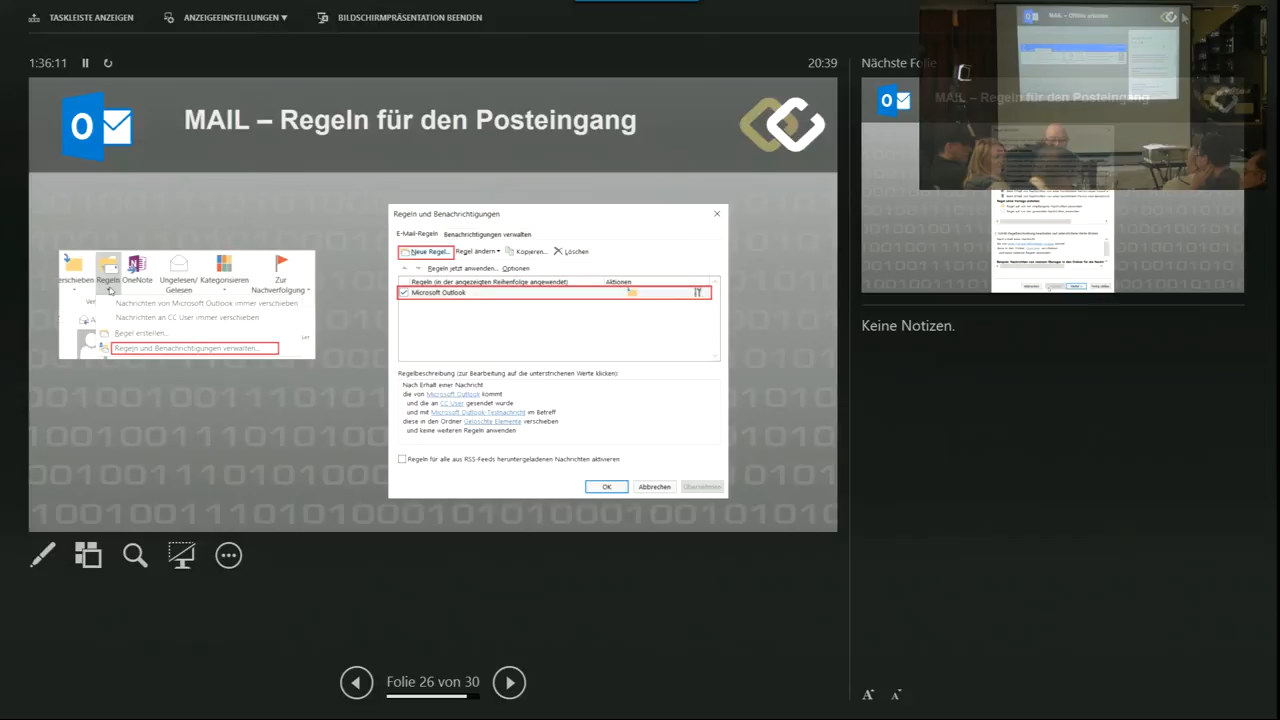 TASKLEISTE ANZEIGEN
ANZEIGEEINSTELLUNGEN ▼
BILDSCHIRMPRÄSENTATION BEENDEN
1:36:11
20:39
MAIL – Regeln für den Posteingang
Verschieben
Regeln
OneNote
Ungelesen/
Gelesen
Kategorisieren
Zur
Nachverfolgung
Nachrichten von Microsoft Outlook immer verschieben
Nachrichten an CC User immer verschieben
Regel erstellen...
Regeln und Benachrichtigungen verwalten...
Regeln und Benachrichtigungen
E-Mail-Regeln Benachrichtigungen verwalten
Neue Regel... Regel ändern Kopieren... Löschen
Regeln jetzt anwenden... Optionen
Regeln (in der angezeigten Reihenfolge angewendet) Aktionen
Microsoft Outlook
Regelbeschreibung (zur Bearbeitung auf die unterstrichenen Werte klicken):
Nach Erhalt einer Nachricht
die von Microsoft Outlook kommt
und die an CC User gesendet wurde
und mit Microsoft Outlook-Testnachricht im Betreff
diese in den Ordner Gelöschte Elemente verschieben
und keine weiteren Regeln anwenden
Regeln für alle aus RSS-Feeds heruntergeladenen Nachrichten aktivieren
OK
Abbrechen
Übernehmen
Nächste Folie
MAIL – Regeln für den Posteingang
Keine Notizen.
Folie 26 von 30